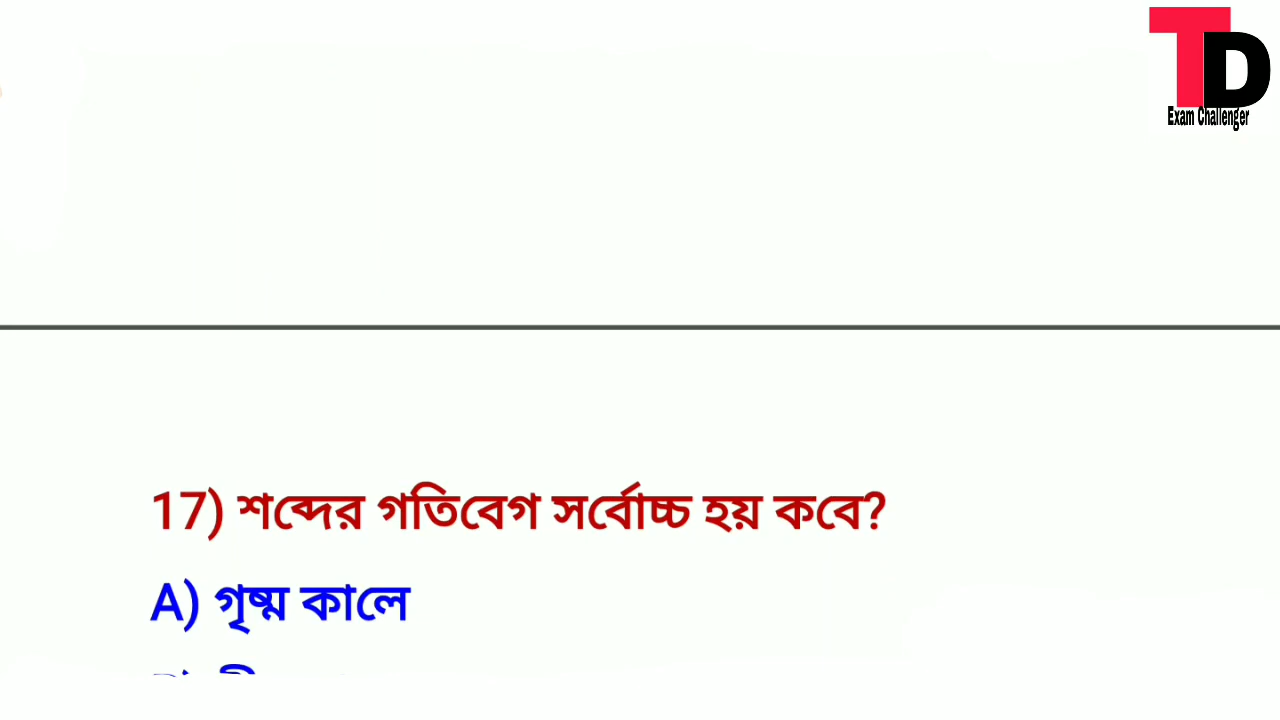 TD
Exam Challenger
17) শব্দের গতিবেগ সর্বোচ্চ হয় কবে?
A) গৃষ্ম কালে